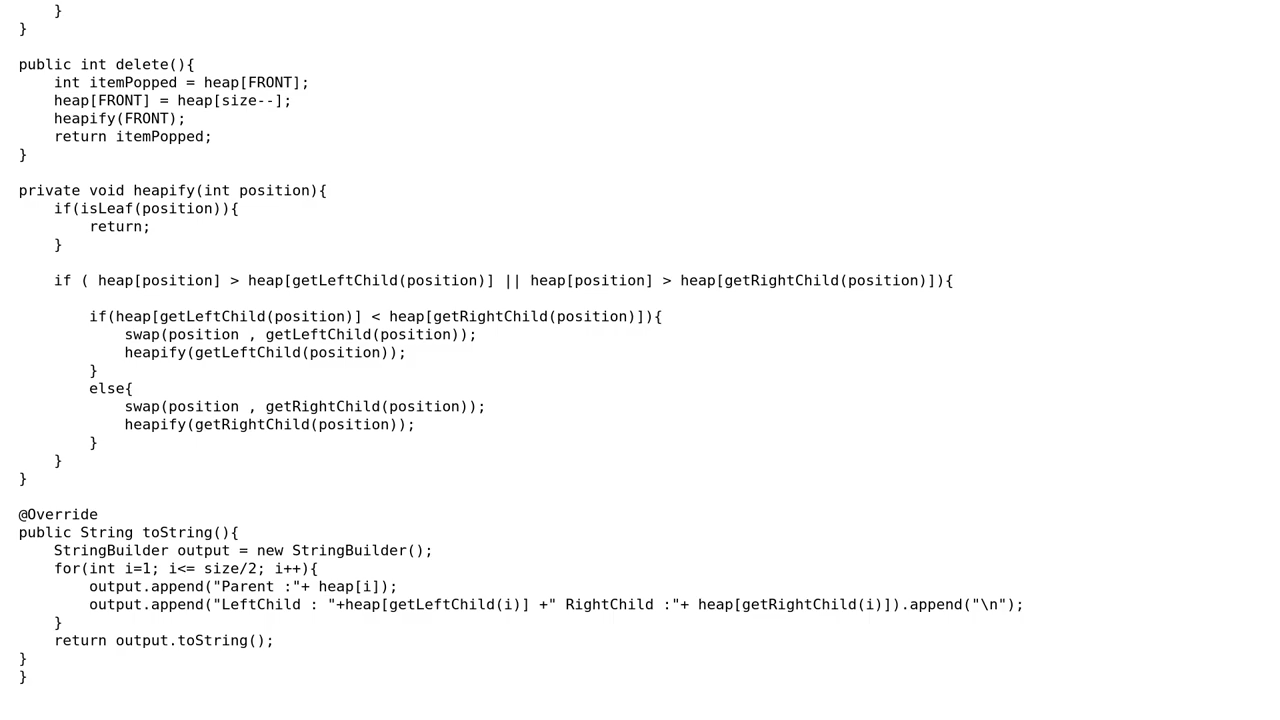 }
}

public int delete(){
    int itemPopped = heap[FRONT];
    heap[FRONT] = heap[size--];
    heapify(FRONT);
    return itemPopped;
}

private void heapify(int position){
    if(isLeaf(position)){
        return;
    }

    if ( heap[position] > heap[getLeftChild(position)] || heap[position] > heap[getRightChild(position)]){

        if(heap[getLeftChild(position)] < heap[getRightChild(position)]){
            swap(position , getLeftChild(position));
            heapify(getLeftChild(position));
        }
        else{
            swap(position , getRightChild(position));
            heapify(getRightChild(position));
        }
    }
}

@Override
public String toString(){
    StringBuilder output = new StringBuilder();
    for(int i=1; i<= size/2; i++){
        output.append("Parent :"+ heap[i]);
        output.append("LeftChild : "+heap[getLeftChild(i)] +" RightChild :"+ heap[getRightChild(i)]).append("\n");
    }
    return output.toString();
}
}